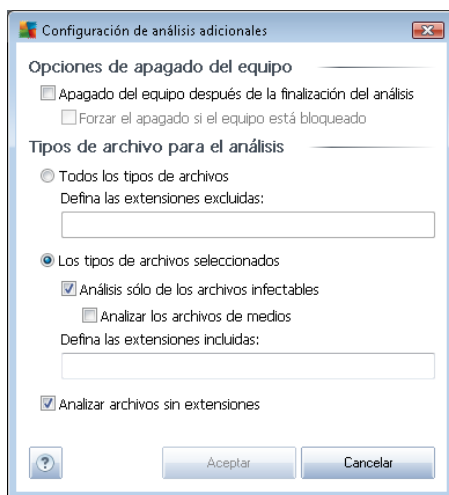 Configuración de análisis adicionales
Opciones de apagado del equipo
Apagado del equipo después de la finalización del análisis
Forzar el apagado si el equipo está bloqueado
Tipos de archivo para el análisis
Todos los tipos de archivos
Defina las extensiones excluidas:
Los tipos de archivos seleccionados
Análisis sólo de los archivos infectables
Analizar los archivos de medios
Defina las extensiones incluidas:
Analizar archivos sin extensiones
? Aceptar Cancelar